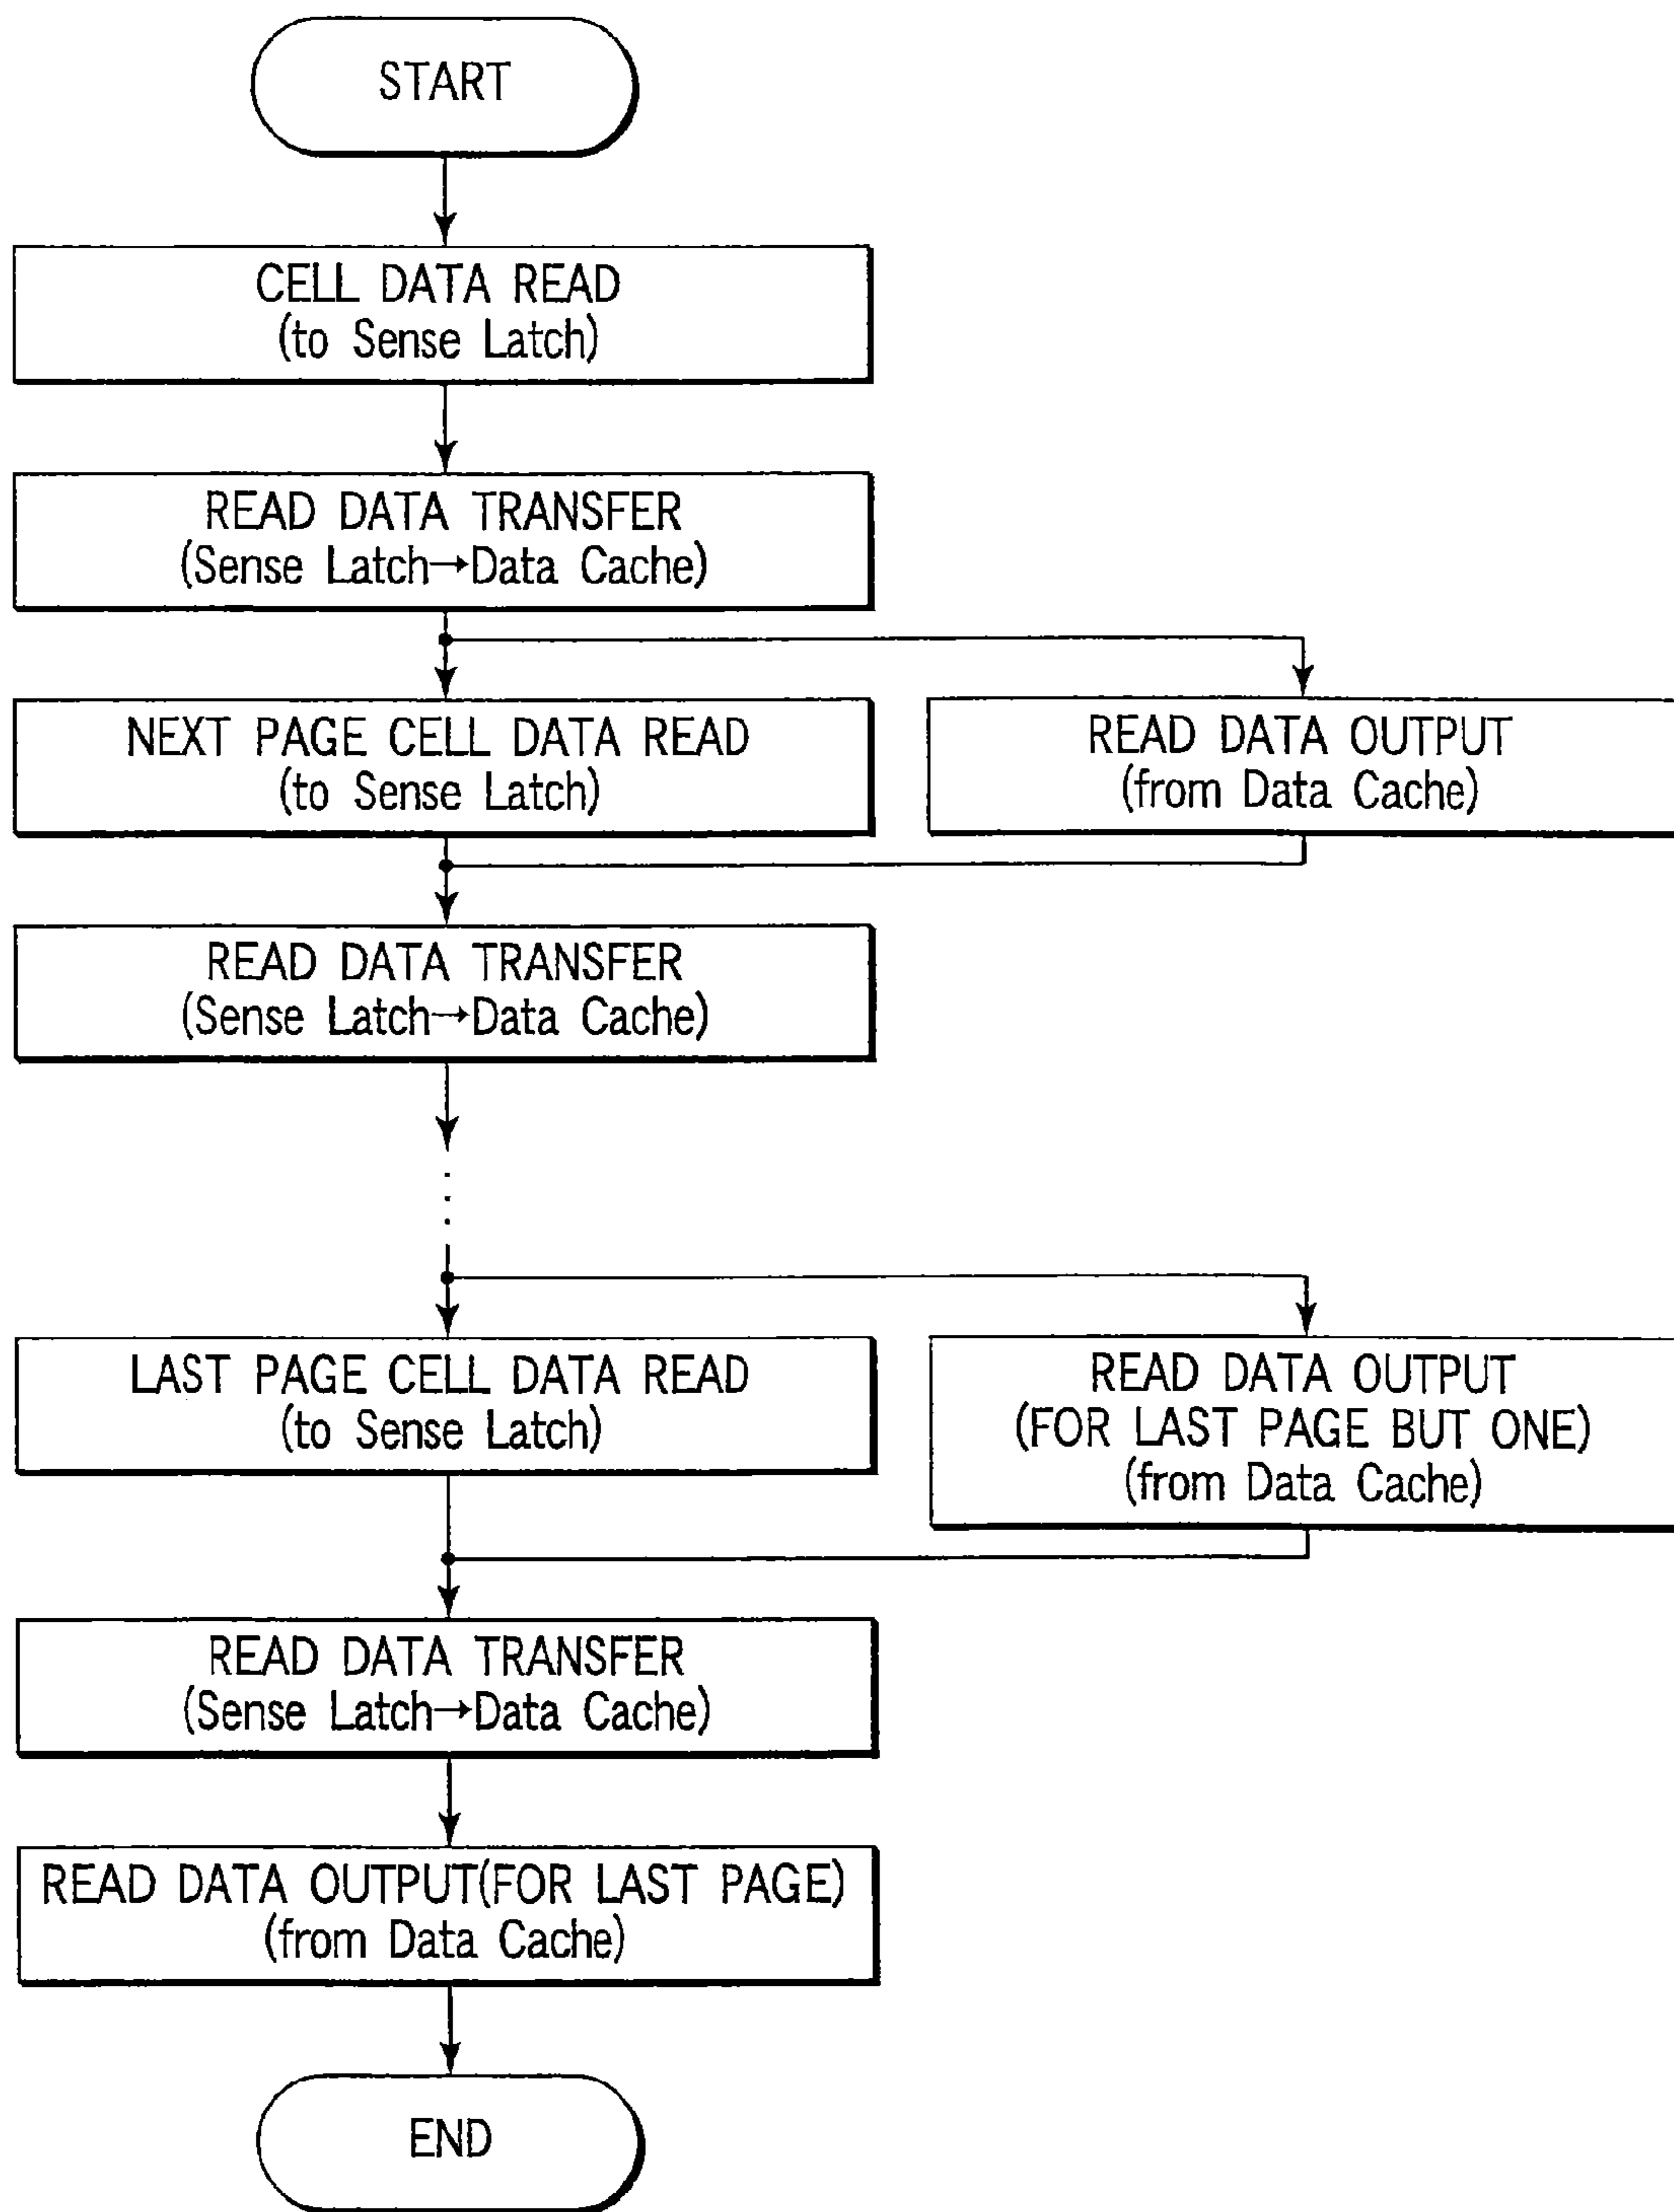 START
CELL DATA READ
(to Sense Latch)
READ DATA TRANSFER
(Sense Latch→Data Cache)
NEXT PAGE CELL DATA READ
(to Sense Latch)
READ DATA OUTPUT
(from Data Cache)
READ DATA TRANSFER
(Sense Latch→Data Cache)
LAST PAGE CELL DATA READ
(to Sense Latch)
READ DATA OUTPUT
(FOR LAST PAGE BUT ONE)
(from Data Cache)
READ DATA TRANSFER
(Sense Latch→Data Cache)
READ DATA OUTPUT(FOR LAST PAGE)
(from Data Cache)
END